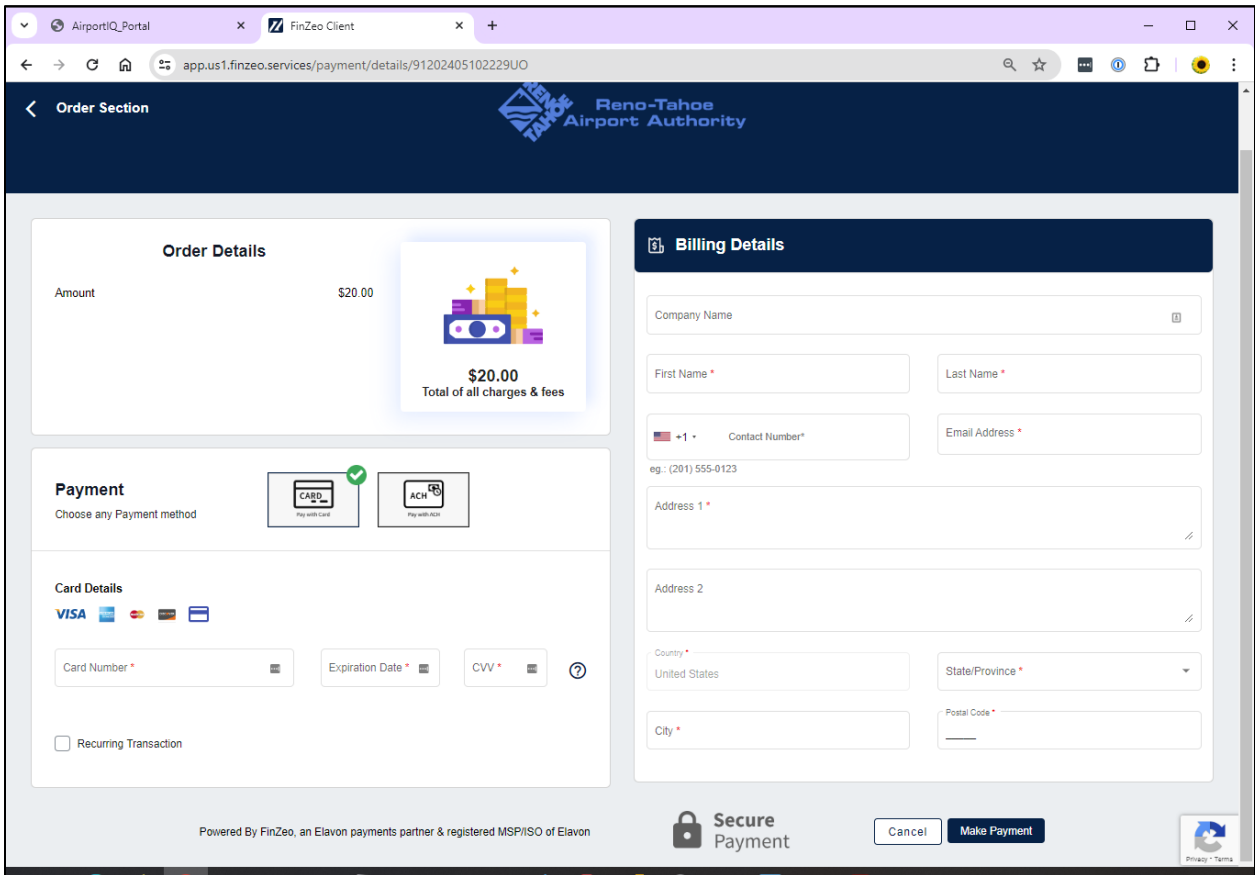 AirportIQ_Portal
FinZeo Client
app.us1.finzeo.services/payment/details/91202405102229UO
Order Section
RENO
TAHOE
Reno-Tahoe
Airport Authority
Order Details
Amount $20.00
$20.00
Total of all charges & fees
Payment
Choose any Payment method
CARD
Pay with Card
ACH
Pay with ACH
Card Details
VISA
Card Number *
Expiration Date *
CVV *
Recurring Transaction
Billing Details
Company Name
First Name *
Last Name *
+1
Contact Number*
Email Address *
eg.: (201) 555-0123
Address 1 *
Address 2
Country *
United States
State/Province *
City *
Postal Code *
_____
Powered By FinZeo, an Elavon payments partner & registered MSP/ISO of Elavon
Secure
Payment
Cancel
Make Payment
Privacy - Terms